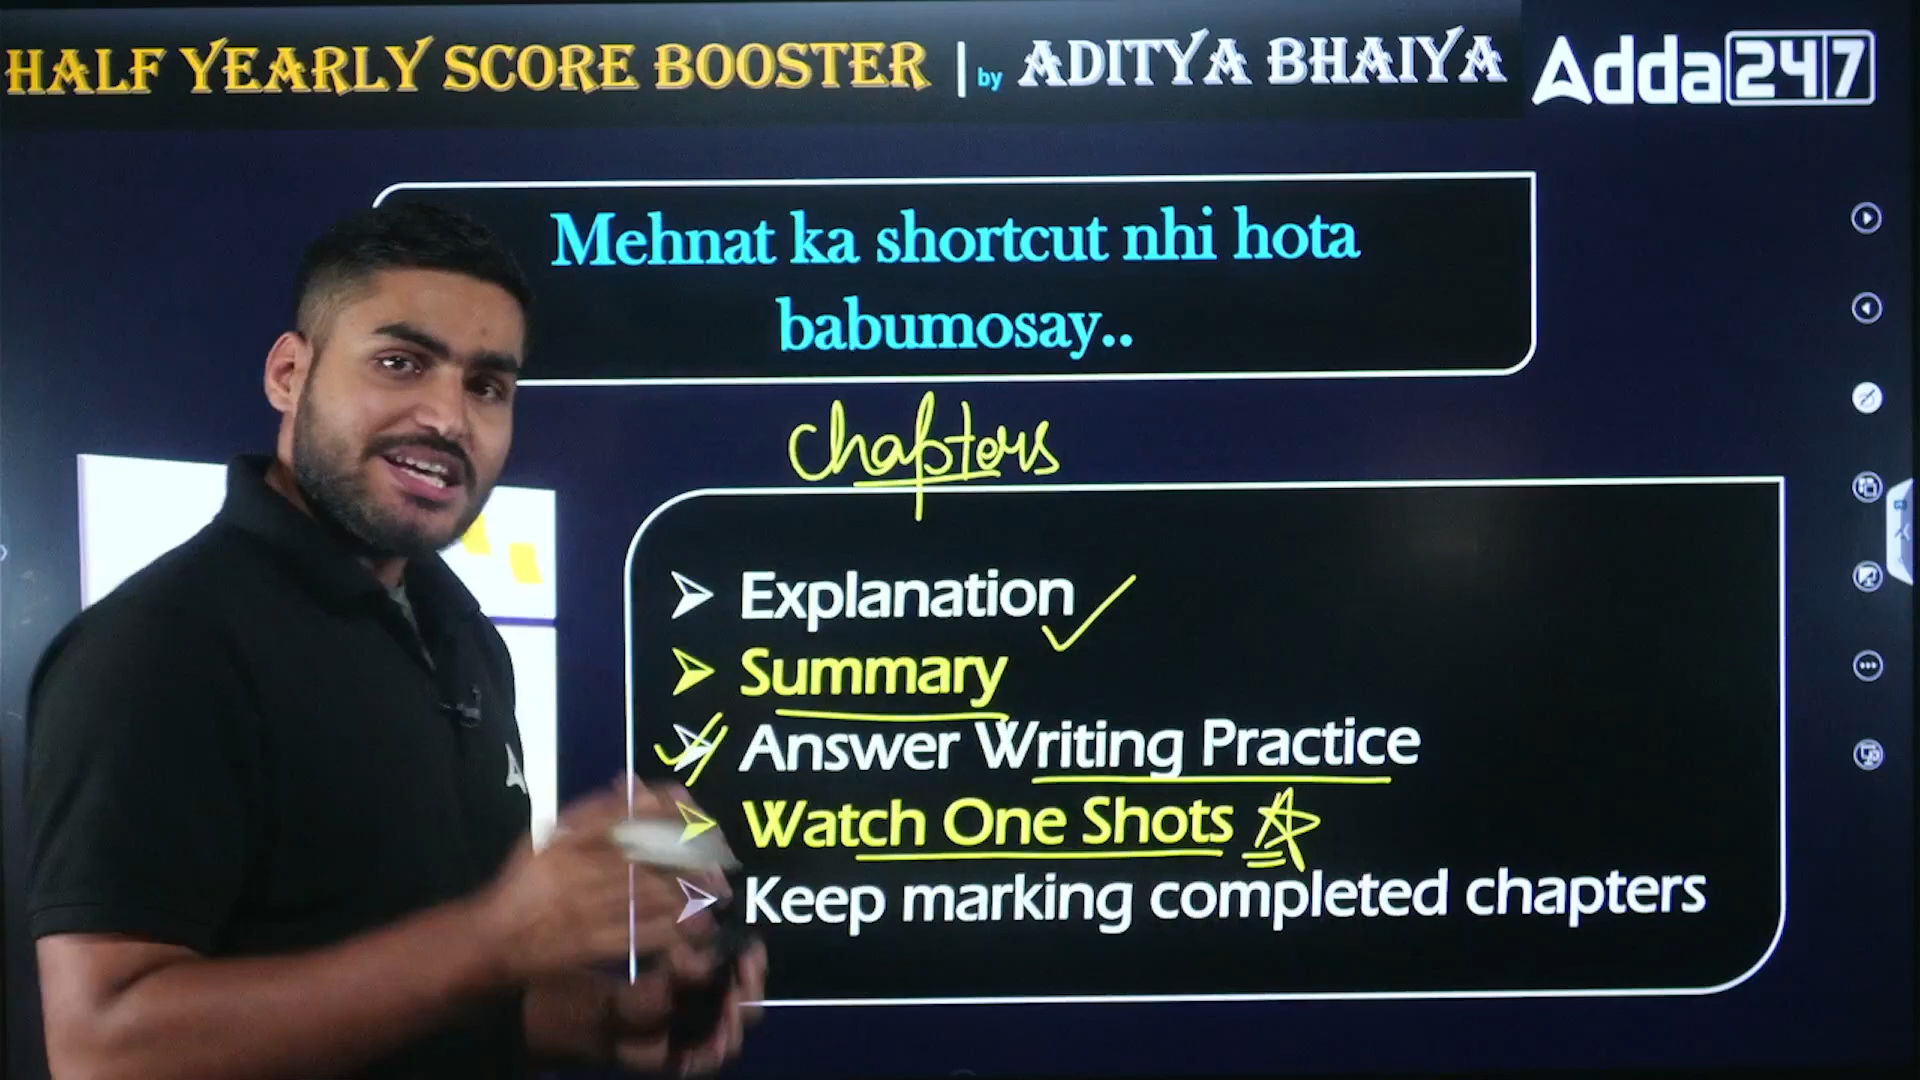 HALF YEARLY SCORE BOOSTER | by ADITYA BHAIYA Adda247
Mehnat ka shortcut nhi hota
babumosay..
Chapters
Explanation
Summary
Answer Writing Practice
Watch One Shots
Keep marking completed chapters